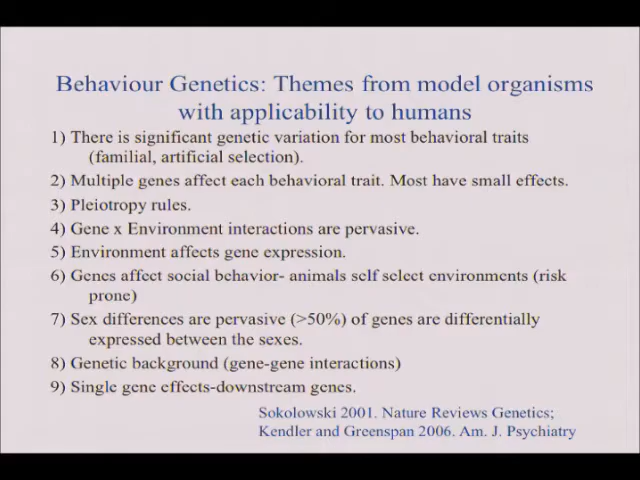 Behaviour Genetics: Themes from model organisms
with applicability to humans
1) There is significant genetic variation for most behavioral traits
(familial, artificial selection).
2) Multiple genes affect each behavioral trait. Most have small effects.
3) Pleiotropy rules.
4) Gene x Environment interactions are pervasive.
5) Environment affects gene expression.
6) Genes affect social behavior- animals self select environments (risk
prone)
7) Sex differences are pervasive (>50%) of genes are differentially
expressed between the sexes.
8) Genetic background (gene-gene interactions)
9) Single gene effects-downstream genes.
Sokolowski 2001. Nature Reviews Genetics;
Kendler and Greenspan 2006. Am. J. Psychiatry